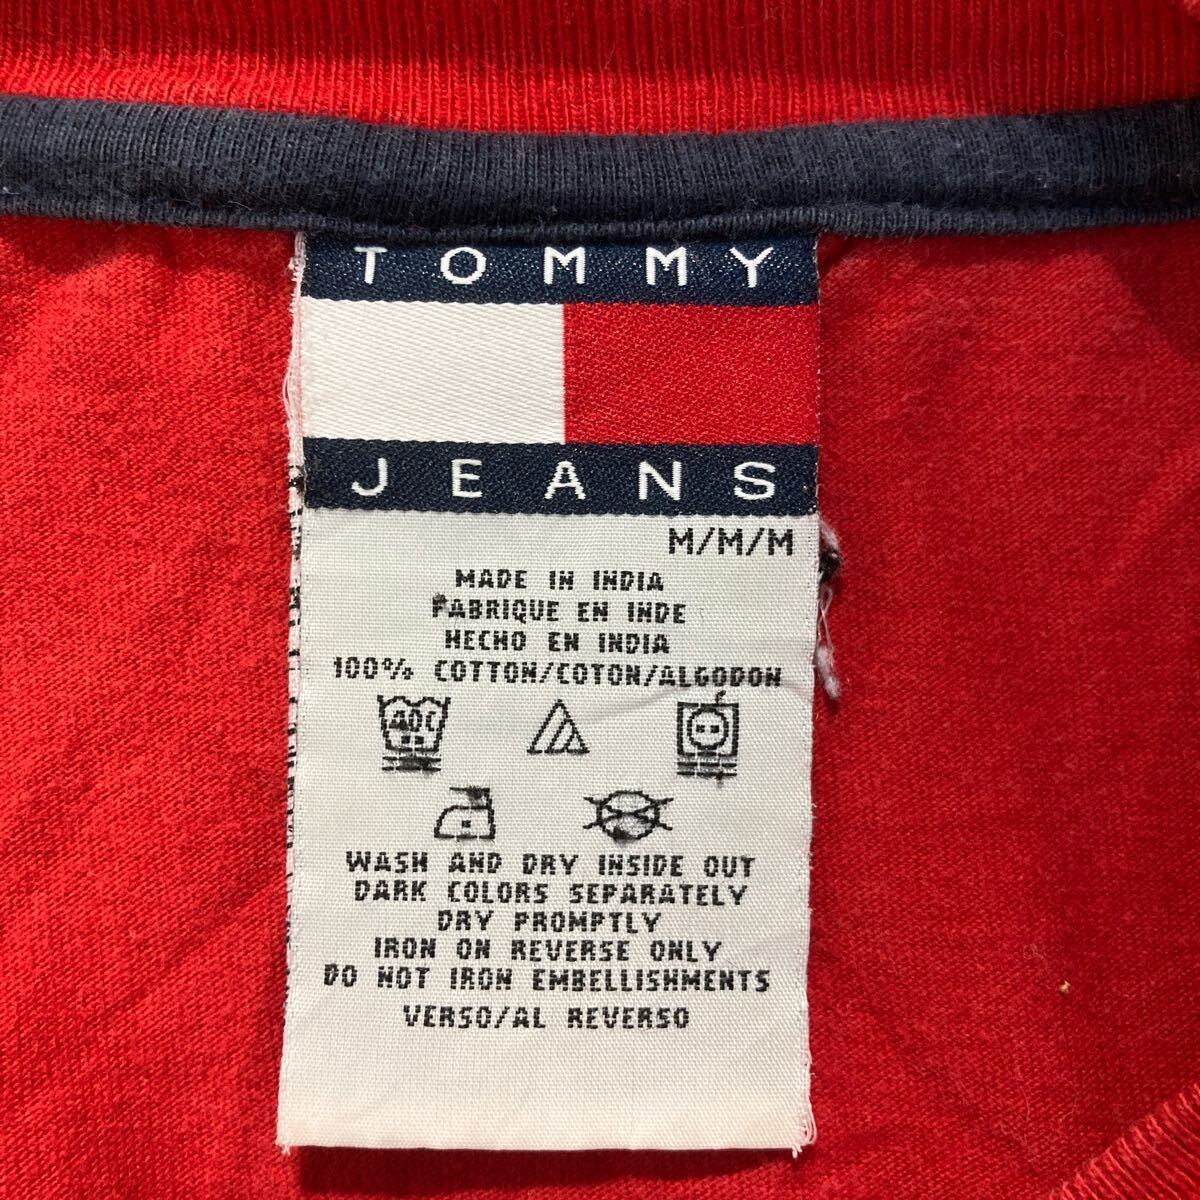 TOMMY
JEANS
M/M/M
MADE IN INDIA
FABRIQUE EN INDE
HECHO EN INDIA
100% COTTON/COTON/ALGODON
40C
WASH AND DRY INSIDE OUT
DARK COLORS SEPARATELY
DRY PROMPTLY
IRON ON REVERSE ONLY
DO NOT IRON EMBELLISHMENTS
VERSO/AL REVERSO